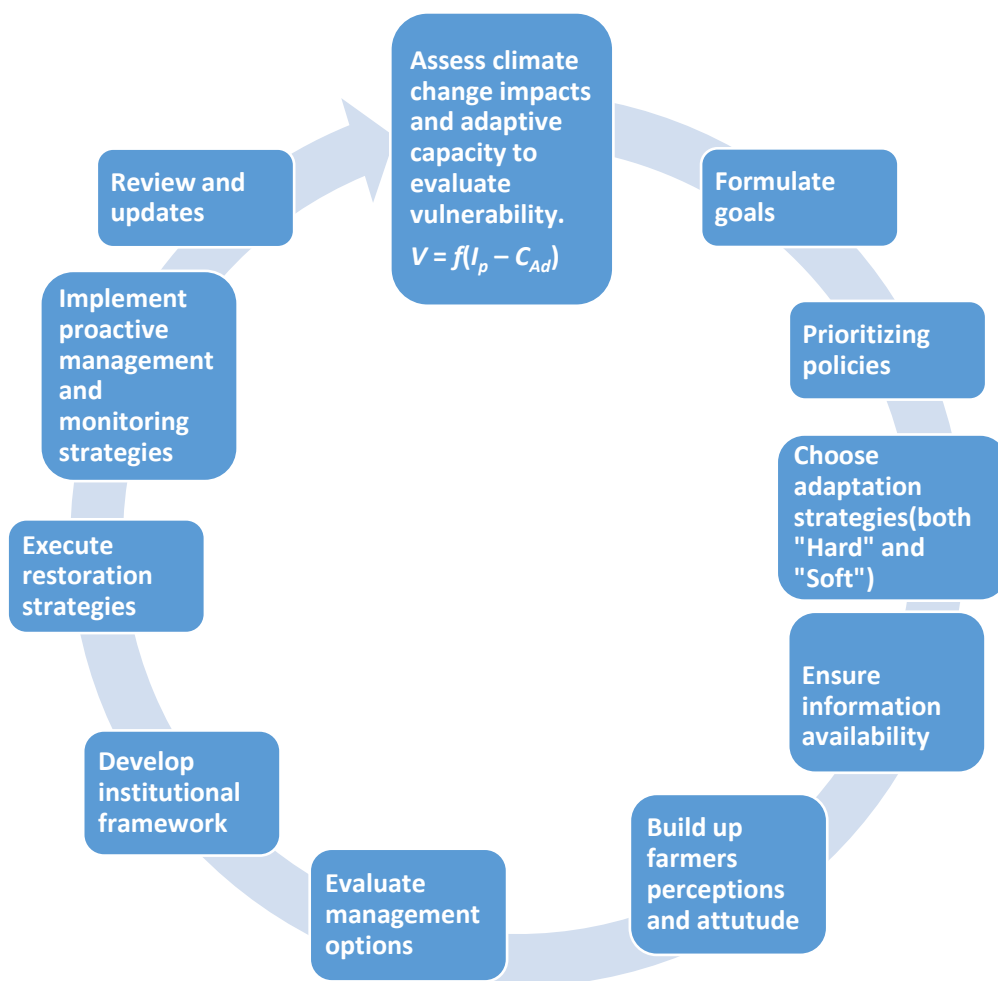 Assess climate
change impacts
and adaptive
capacity to
evaluate
vulnerability.
V = f(I_p – C_Ad)
Formulate
goals
Prioritizing
policies
Choose
adaptation
strategies(both
"Hard" and
"Soft")
Ensure
information
availability
Build up
farmers
perceptions
and attutude
Evaluate
management
options
Develop
institutional
framework
Execute
restoration
strategies
Implement
proactive
management
and
monitoring
strategies
Review and
updates